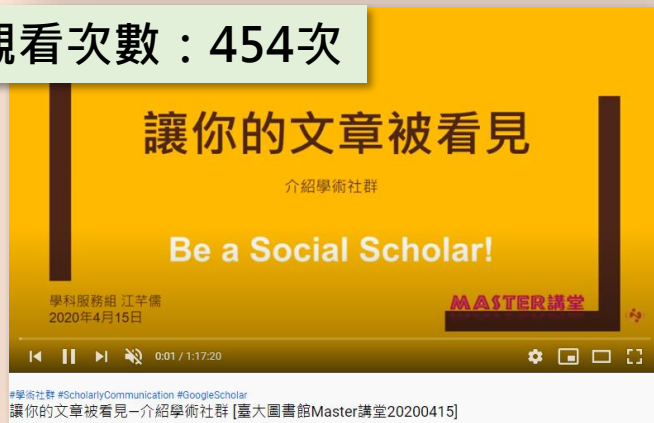 觀看次數：454次
讓你的文章被看見
介紹學術社群
Be a Social Scholar!
學科服務組 江芊儒
2020年4月15日
MASTER講堂
0:01 / 1:17:20
#學術社群 #ScholarlyCommunication #GoogleScholar
讓你的文章被看見—介紹學術社群 [臺大圖書館Master講堂20200415]